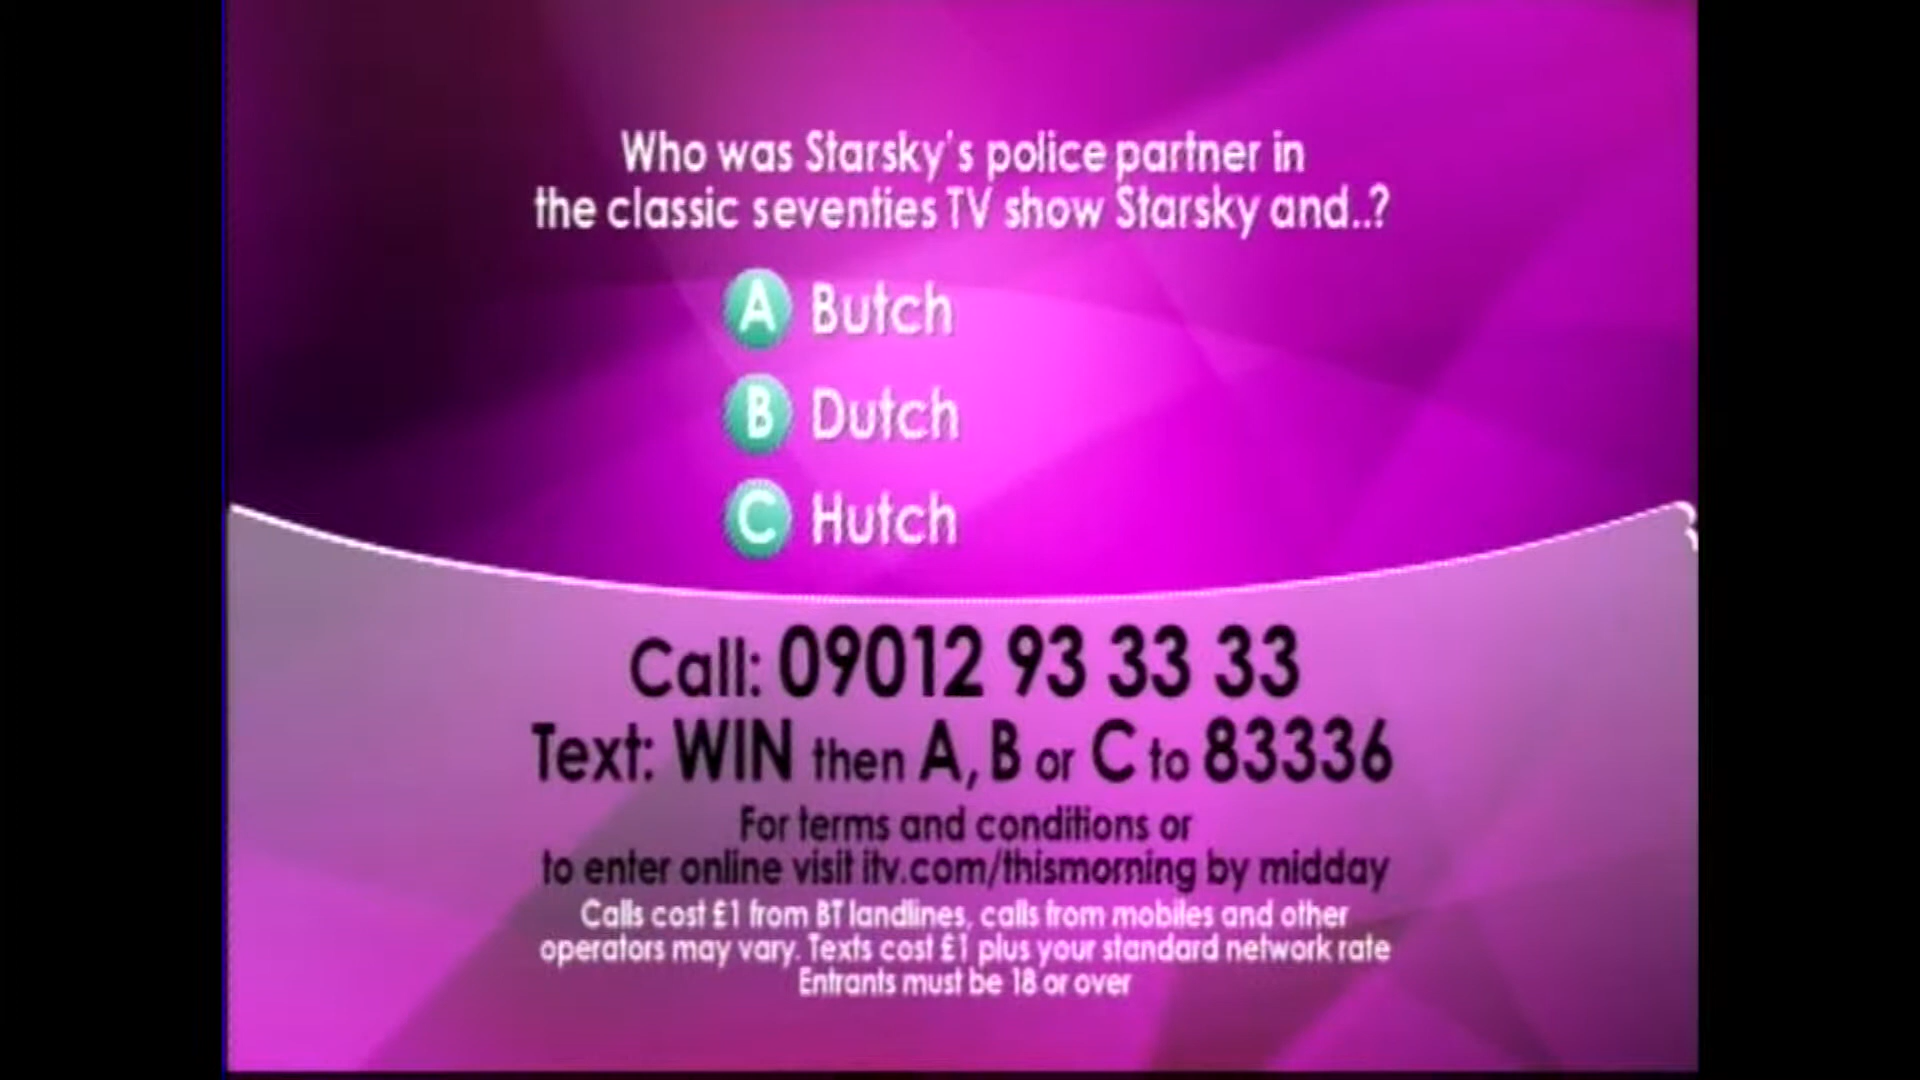 Who was Starsky's police partner in
the classic seventies TV show Starsky and..?
A Butch
B Dutch
C Hutch
Call: 09012 93 33 33
Text: WIN then A, B or C to 83336
For terms and conditions or
to enter online visit itv.com/thismorning by midday
Calls cost £1 from BT landlines, calls from mobiles and other
operators may vary. Texts cost £1 plus your standard network rate
Entrants must be 18 or over